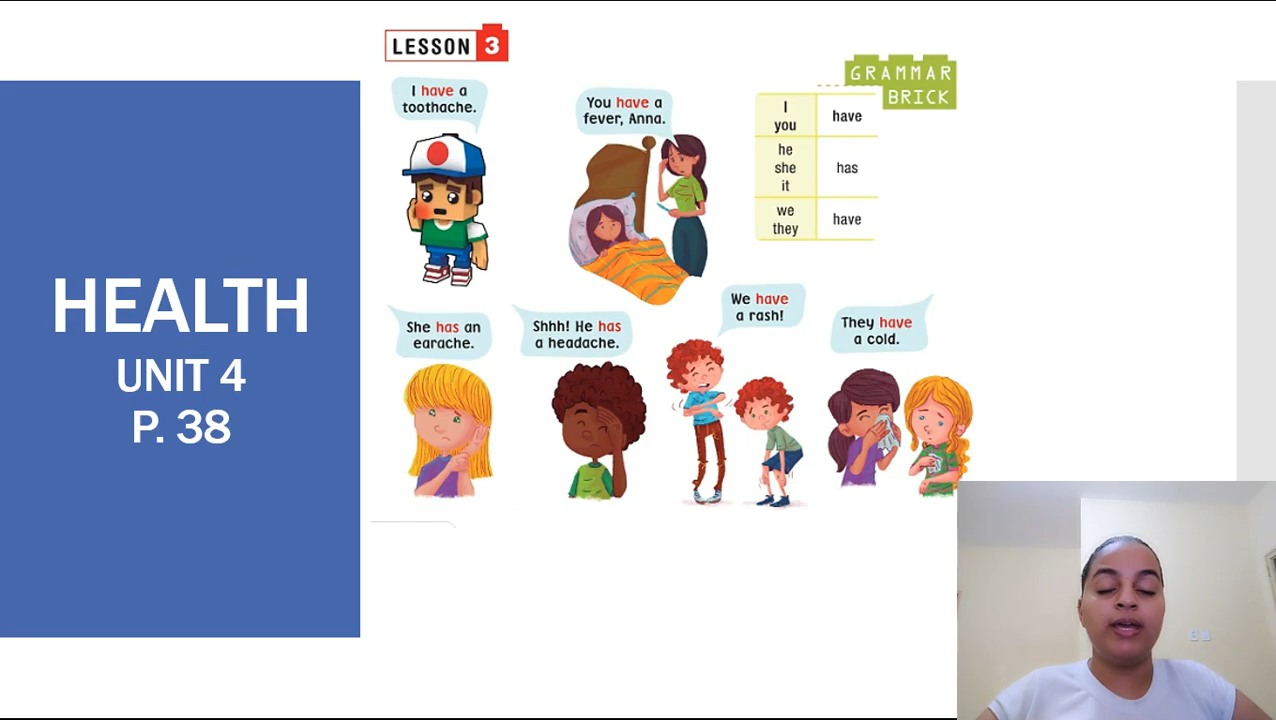 HEALTH
UNIT 4
P. 38
LESSON 3
I have a
toothache.
You have a
fever, Anna.
GRAMMAR
BRICK
I
you
have
he
she
it
has
we
they
have
She has an
earache.
Shhh! He has
a headache.
We have
a rash!
They have
a cold.